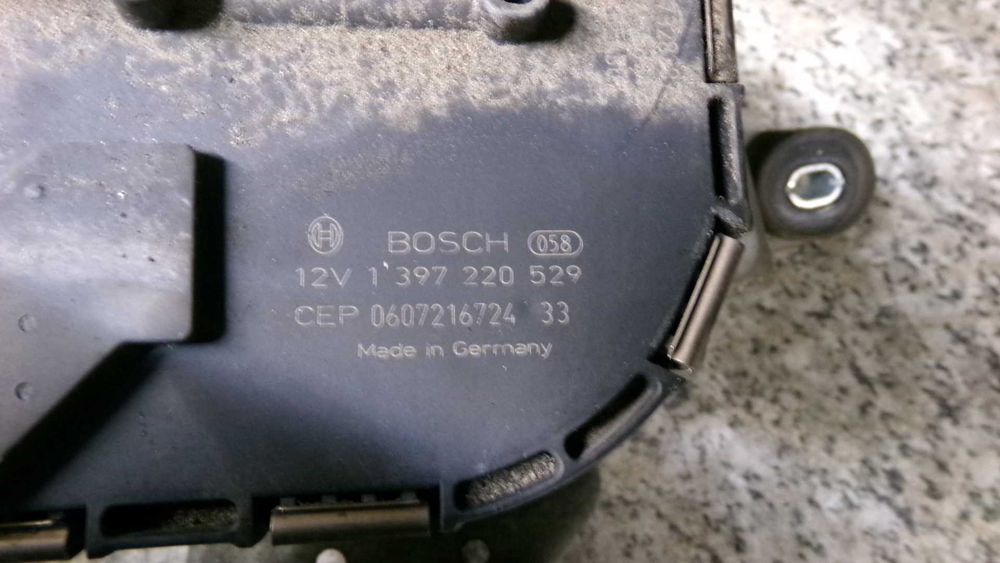 BOSCH 058
12V 1 397 220 529
CEP 0607216724 33
Made in Germany